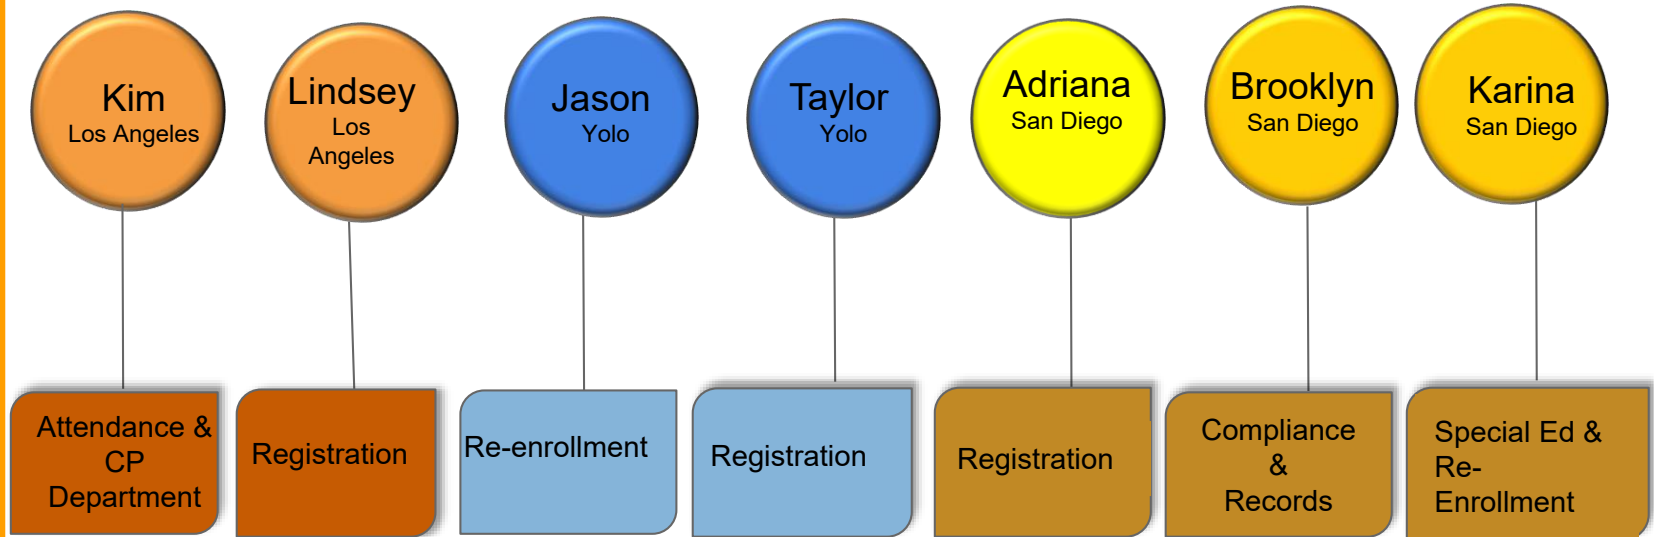 Kim
Los Angeles
Lindsey
Los
Angeles
Jason
Yolo
Taylor
Yolo
Adriana
San Diego
Brooklyn
San Diego
Karina
San Diego
Attendance &
CP
Department
Registration
Re-enrollment
Registration
Registration
Compliance
&
Records
Special Ed &
Re-
Enrollment